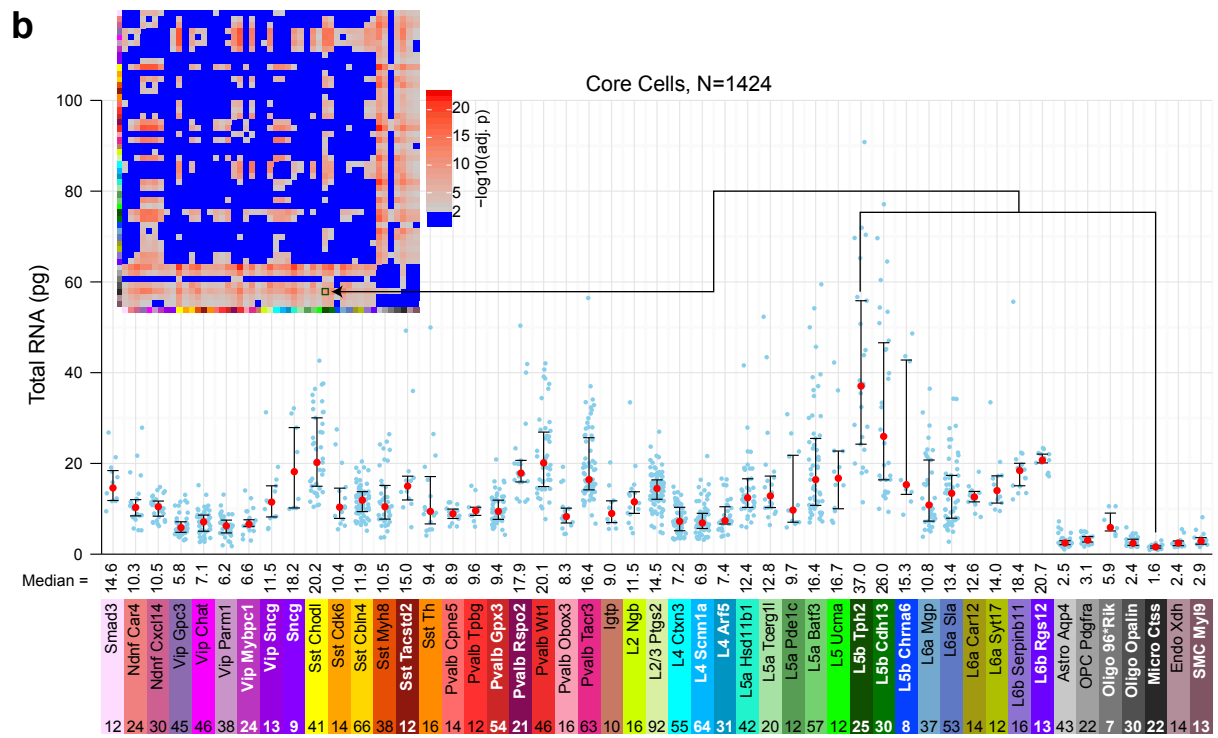 b
Core Cells, N=1424
−log10(adj. p)
20
15
10
5
2
Total RNA (pg)
100
80
60
40
20
0
Median = 14.6 10.3 10.5 5.8 7.1 6.2 6.6 11.5 18.2 20.2 10.4 11.9 10.5 15.0 9.4 8.9 9.6 9.4 17.9 20.1 8.3 16.4 9.0 11.5 14.5 7.2 6.9 7.4 12.4 12.8 9.7 16.4 16.7 37.0 26.0 15.3 10.8 13.4 12.6 14.0 18.4 20.7 2.5 3.1 5.9 2.4 1.6 2.4 2.9
Smad3
Ndnf Car4
Ndnf Cxcl14
Vip Gpc3
Vip Chat
Vip Parm1
Vip Mybpc1
Vip Sncg
Sncg
Sst Chodl
Sst Cdk6
Sst Cbln4
Sst Myh8
Sst Tacstd2
Sst Th
Pvalb Cpne5
Pvalb Tpbg
Pvalb Gpx3
Pvalb Rspo2
Pvalb Wt1
Pvalb Obox3
Pvalb Tacr3
Igtp
L2 Ngb
L2/3 Ptgs2
L4 Ctxn3
L4 Scnn1a
L4 Arf5
L5a Hsd11b1
L5a Tcergll
L5a Pde1c
L5a Batf3
L5 Ucma
L5b Tph2
L5b Cdh13
L5b Chrna6
L6a Mgp
L6a Sla
L6a Car12
L6a Syt17
L6b Serpinb11
L6b Rgs12
Astro Aqp4
OPC Pdgfra
Oligo 96*Rik
Oligo Opalin
Micro Ctss
Endo Xdh
SMC Myl9
12 24 30 45 46 38 24 13 9 41 14 66 38 12 16 14 12 54 21 46 16 63 10 16 92 55 64 31 42 20 12 57 12 25 30 8 37 53 14 12 16 13 43 22 7 30 22 14 13